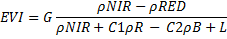 EVI = G (ρNIR − ρRED) / (ρNIR + C1ρR − C2ρB + L)